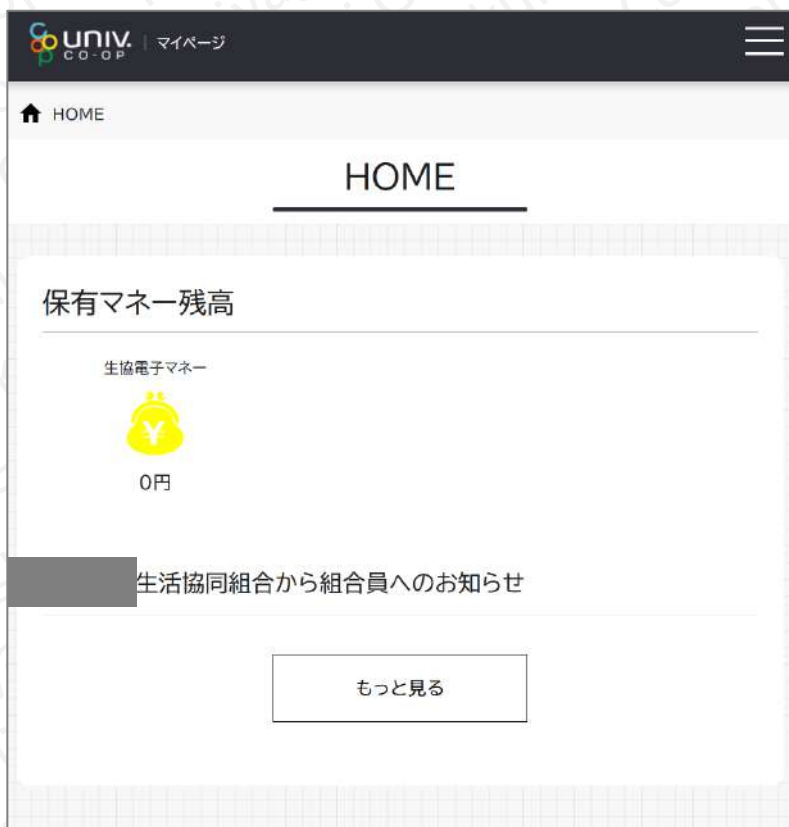 UNIV. CO-OP | マイページ
HOME
HOME
保有マネー残高
生協電子マネー
¥
0円
生活協同組合から組合員へのお知らせ
もっと見る